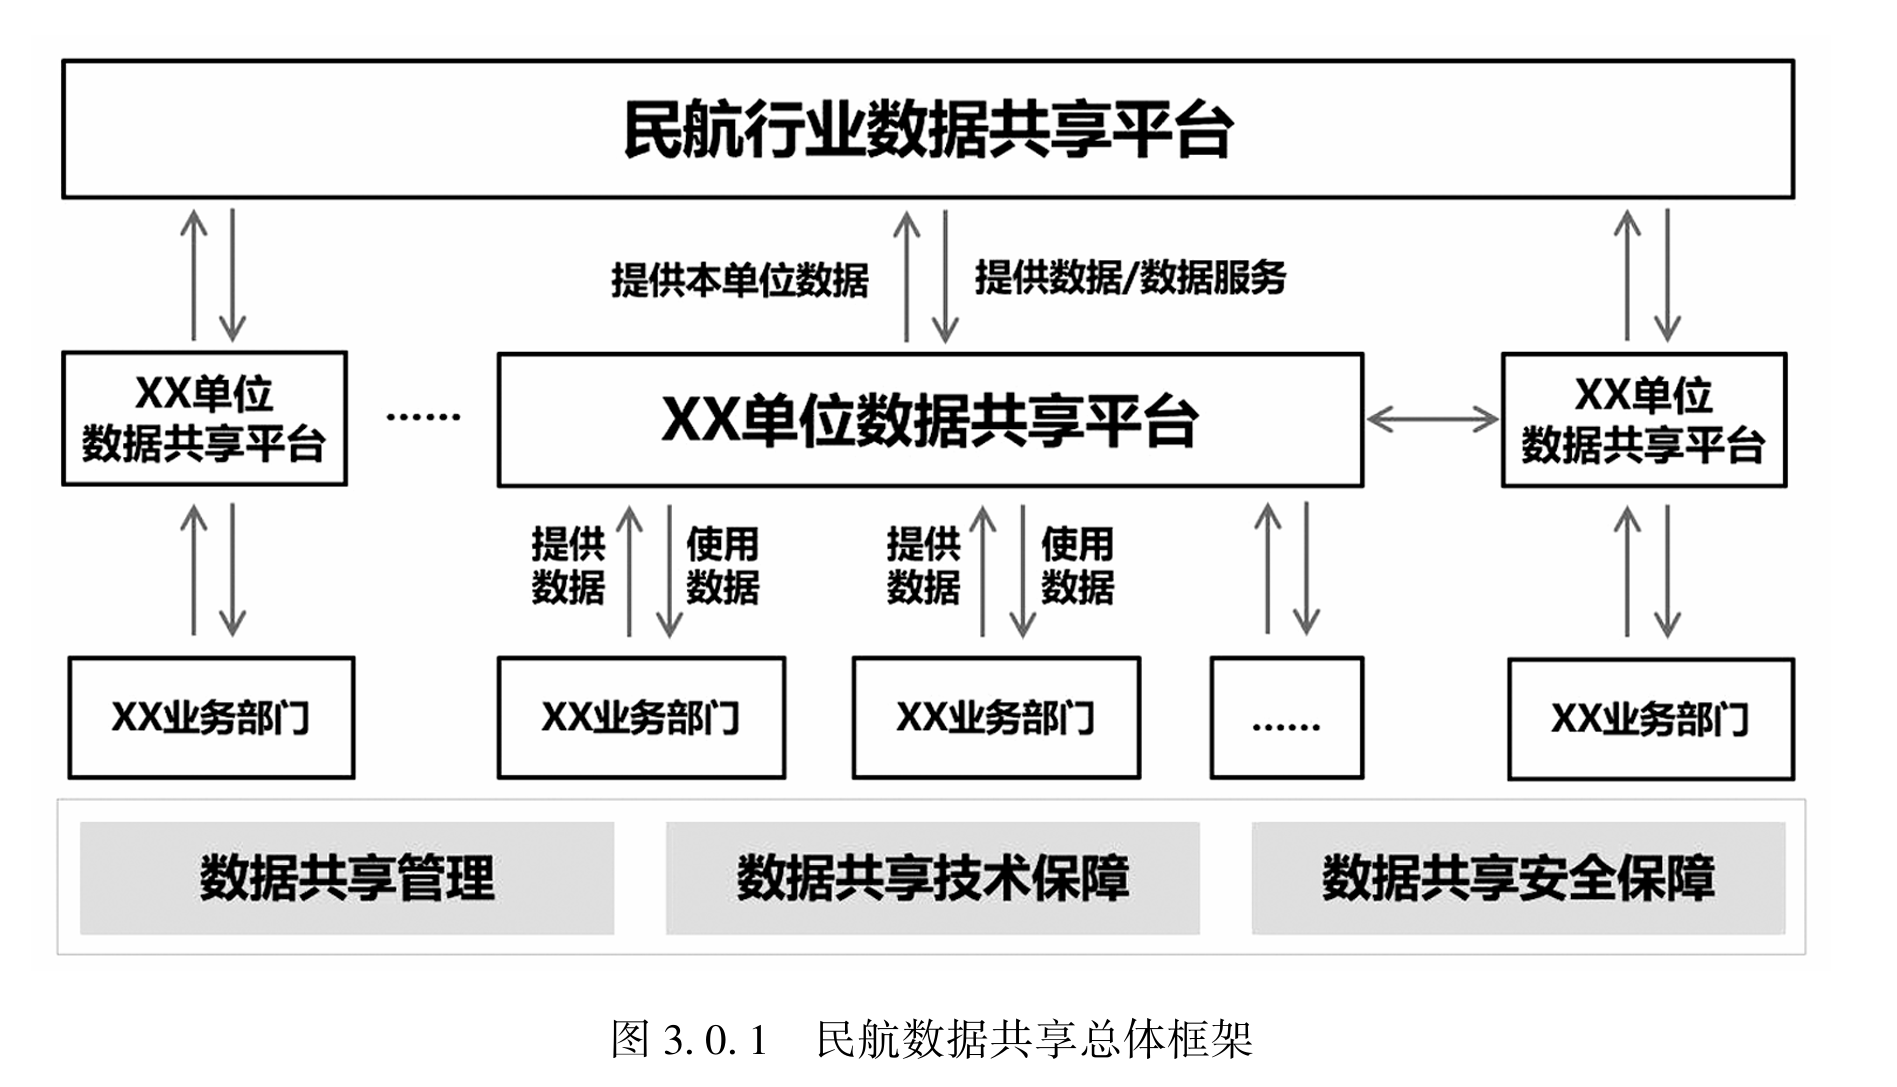 民航行业数据共享平台
提供本单位数据
提供数据/数据服务
XX单位
数据共享平台
……
XX单位数据共享平台
XX单位
数据共享平台
提供
数据
使用
数据
提供
数据
使用
数据
XX业务部门
XX业务部门
XX业务部门
……
XX业务部门
数据共享管理
数据共享技术保障
数据共享安全保障
图 3.0.1　民航数据共享总体框架